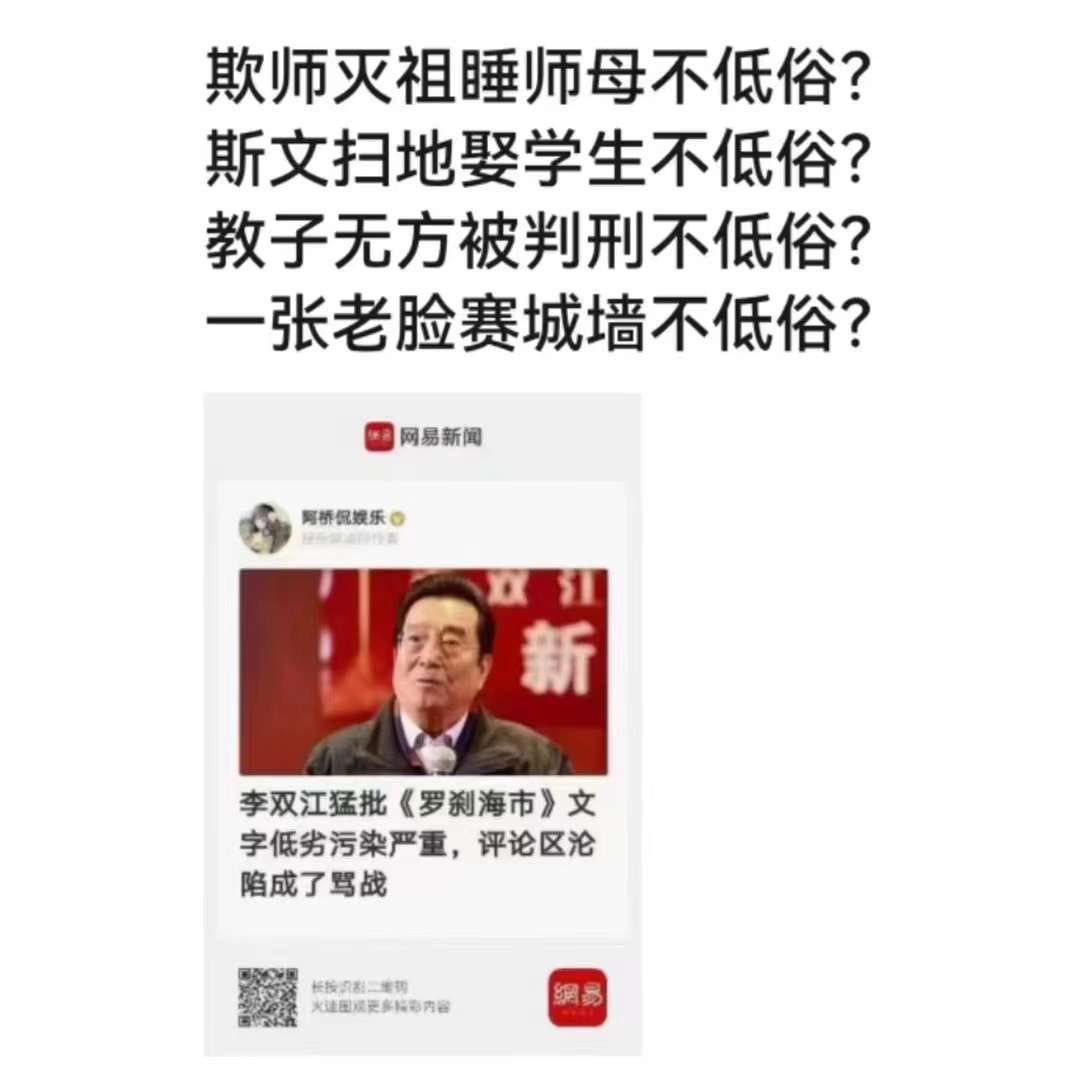 欺师灭祖睡师母不低俗？
斯文扫地娶学生不低俗？
教子无方被判刑不低俗？
一张老脸赛城墙不低俗？
網易 网易新闻
阿桥侃娱乐
双江
新
李双江猛批《罗刹海市》文
字低劣污染严重，评论区沦
陷成了骂战
长按识别二维码
火速围观更多精彩内容
網易